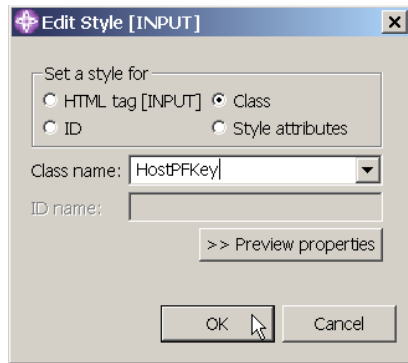 Edit Style [INPUT]
Set a style for
HTML tag [INPUT] Class
ID Style attributes
Class name: HostPFKey
ID name:
>> Preview properties
OK Cancel